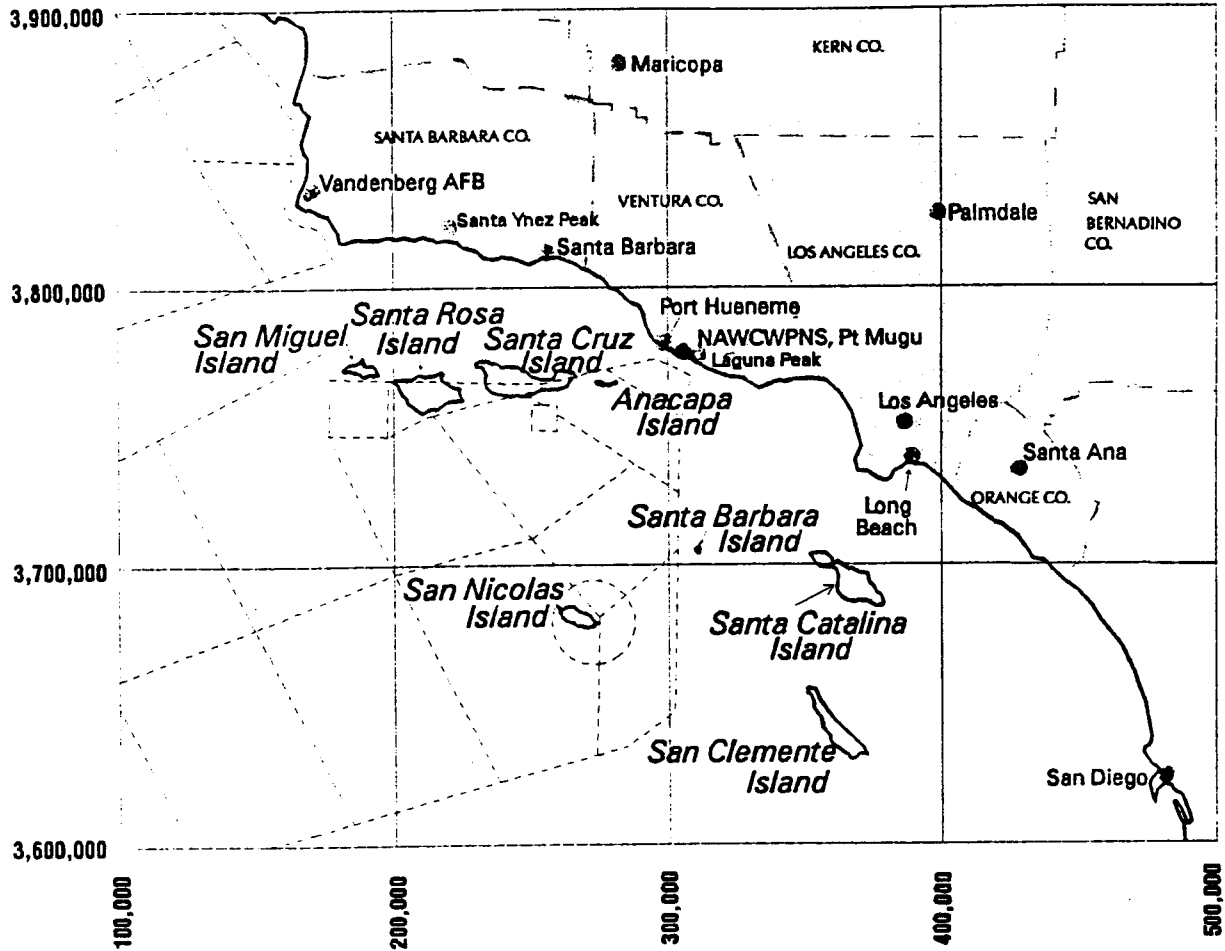 3,900,000
KERN CO.
Maricopa
SANTA BARBARA CO.
Vandenberg AFB
VENTURA CO.
SAN
BERNADINO
CO.
Palmdale
Santa Ynez Peak
Santa Barbara
LOS ANGELES CO.
3,800,000
Port Hueneme
San Miguel
Island
Santa Rosa
Island
Santa Cruz
Island
NAWCWPNS, Pt Mugu
Laguna Peak
Anacapa
Island
Los Angeles
Santa Ana
Long
Beach
ORANGE CO.
Santa Barbara
Island
3,700,000
San Nicolas
Island
Santa Catalina
Island
San Clemente
Island
San Diego
3,600,000
100,000
200,000
300,000
400,000
500,000